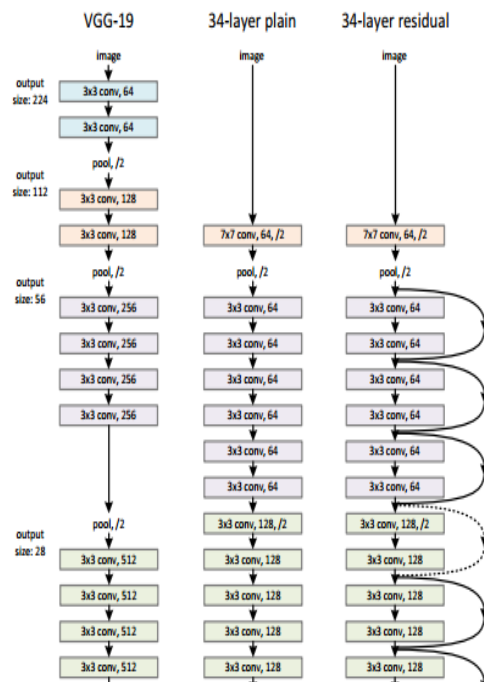 VGG-19
image
output
size: 224
3x3 conv, 64
3x3 conv, 64
pool, /2
output
size: 112
3x3 conv, 128
3x3 conv, 128
pool, /2
output
size: 56
3x3 conv, 256
3x3 conv, 256
3x3 conv, 256
3x3 conv, 256
pool, /2
output
size: 28
3x3 conv, 512
3x3 conv, 512
3x3 conv, 512
3x3 conv, 512
34-layer plain
image
7x7 conv, 64, /2
pool, /2
3x3 conv, 64
3x3 conv, 64
3x3 conv, 64
3x3 conv, 64
3x3 conv, 64
3x3 conv, 64
3x3 conv, 128, /2
3x3 conv, 128
3x3 conv, 128
3x3 conv, 128
3x3 conv, 128
34-layer residual
image
7x7 conv, 64, /2
pool, /2
3x3 conv, 64
3x3 conv, 64
3x3 conv, 64
3x3 conv, 64
3x3 conv, 64
3x3 conv, 64
3x3 conv, 128, /2
3x3 conv, 128
3x3 conv, 128
3x3 conv, 128
3x3 conv, 128